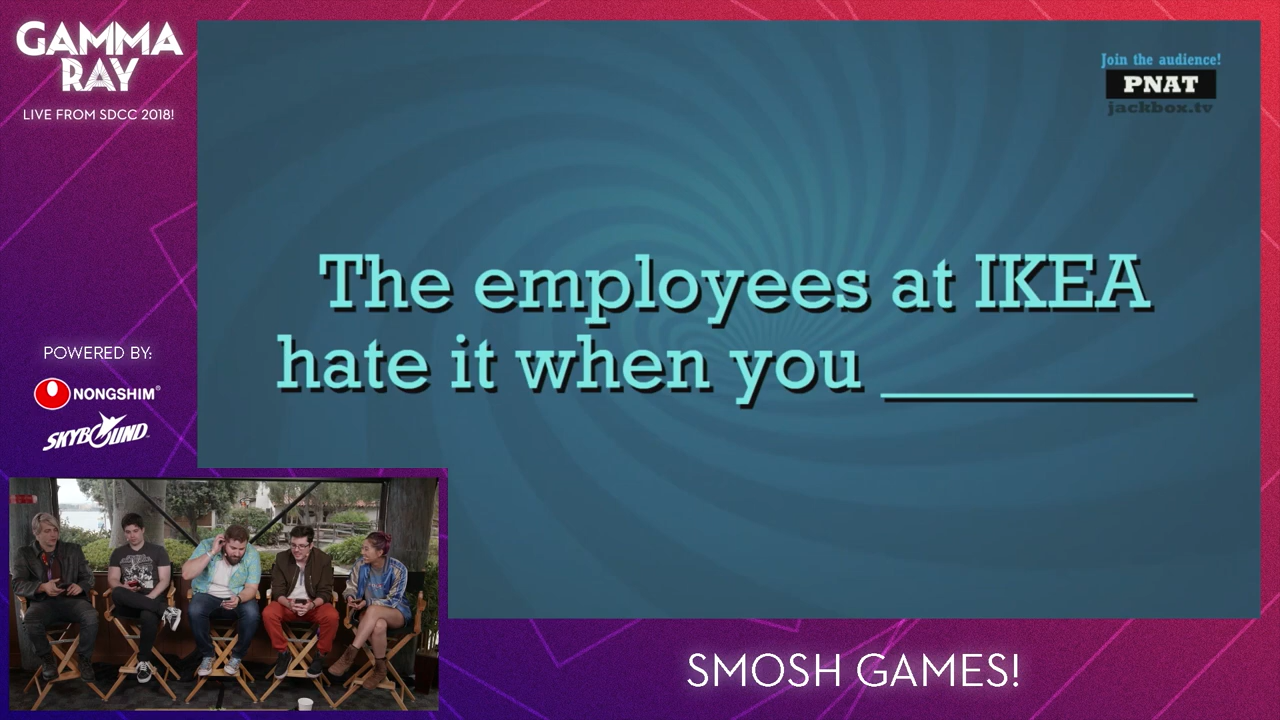 GAMMA
RAY
LIVE FROM SDCC 2018!
Join the audience!
PNAT
jackbox.tv
The employees at IKEA
hate it when you __________
POWERED BY:
NONGSHIM®
SKYBOUND
SMOSH GAMES!